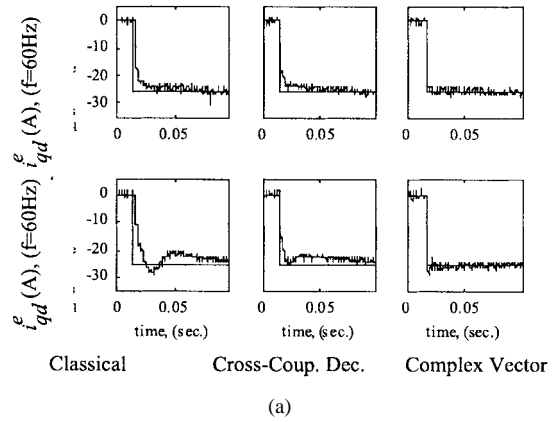 i^e_qd (A), (f=60Hz)
0
-10
-20
-30
0 0.05
0 0.05
0 0.05
i^e_qd (A), (f=60Hz)
0
-10
-20
-30
0 0.05
0 0.05
0 0.05
time, (sec.) time, (sec.) time, (sec.)
Classical Cross-Coup. Dec. Complex Vector
(a)